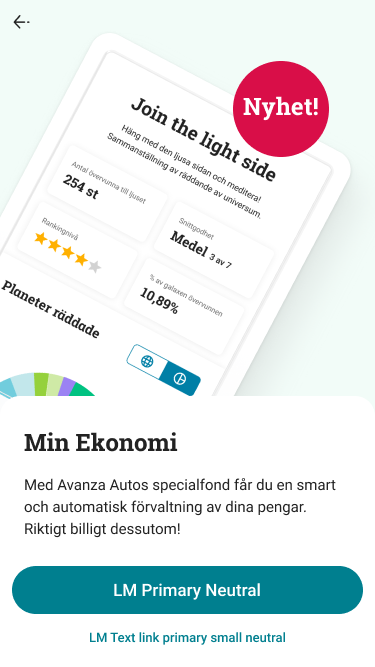 Nyhet!
Join the light side
Häng med den ljusa sidan och meditera!
Sammanställning av räddande av universum.
Antal övervunna till ljuset
254 st
Snittgodhet
Medel 3 av 7
Rankingnivå
% av galaxen övervunnen
10,89%
Planeter räddade
Min Ekonomi
Med Avanza Autos specialfond får du en smart
och automatisk förvaltning av dina pengar.
Riktigt billigt dessutom!
LM Primary Neutral
LM Text link primary small neutral